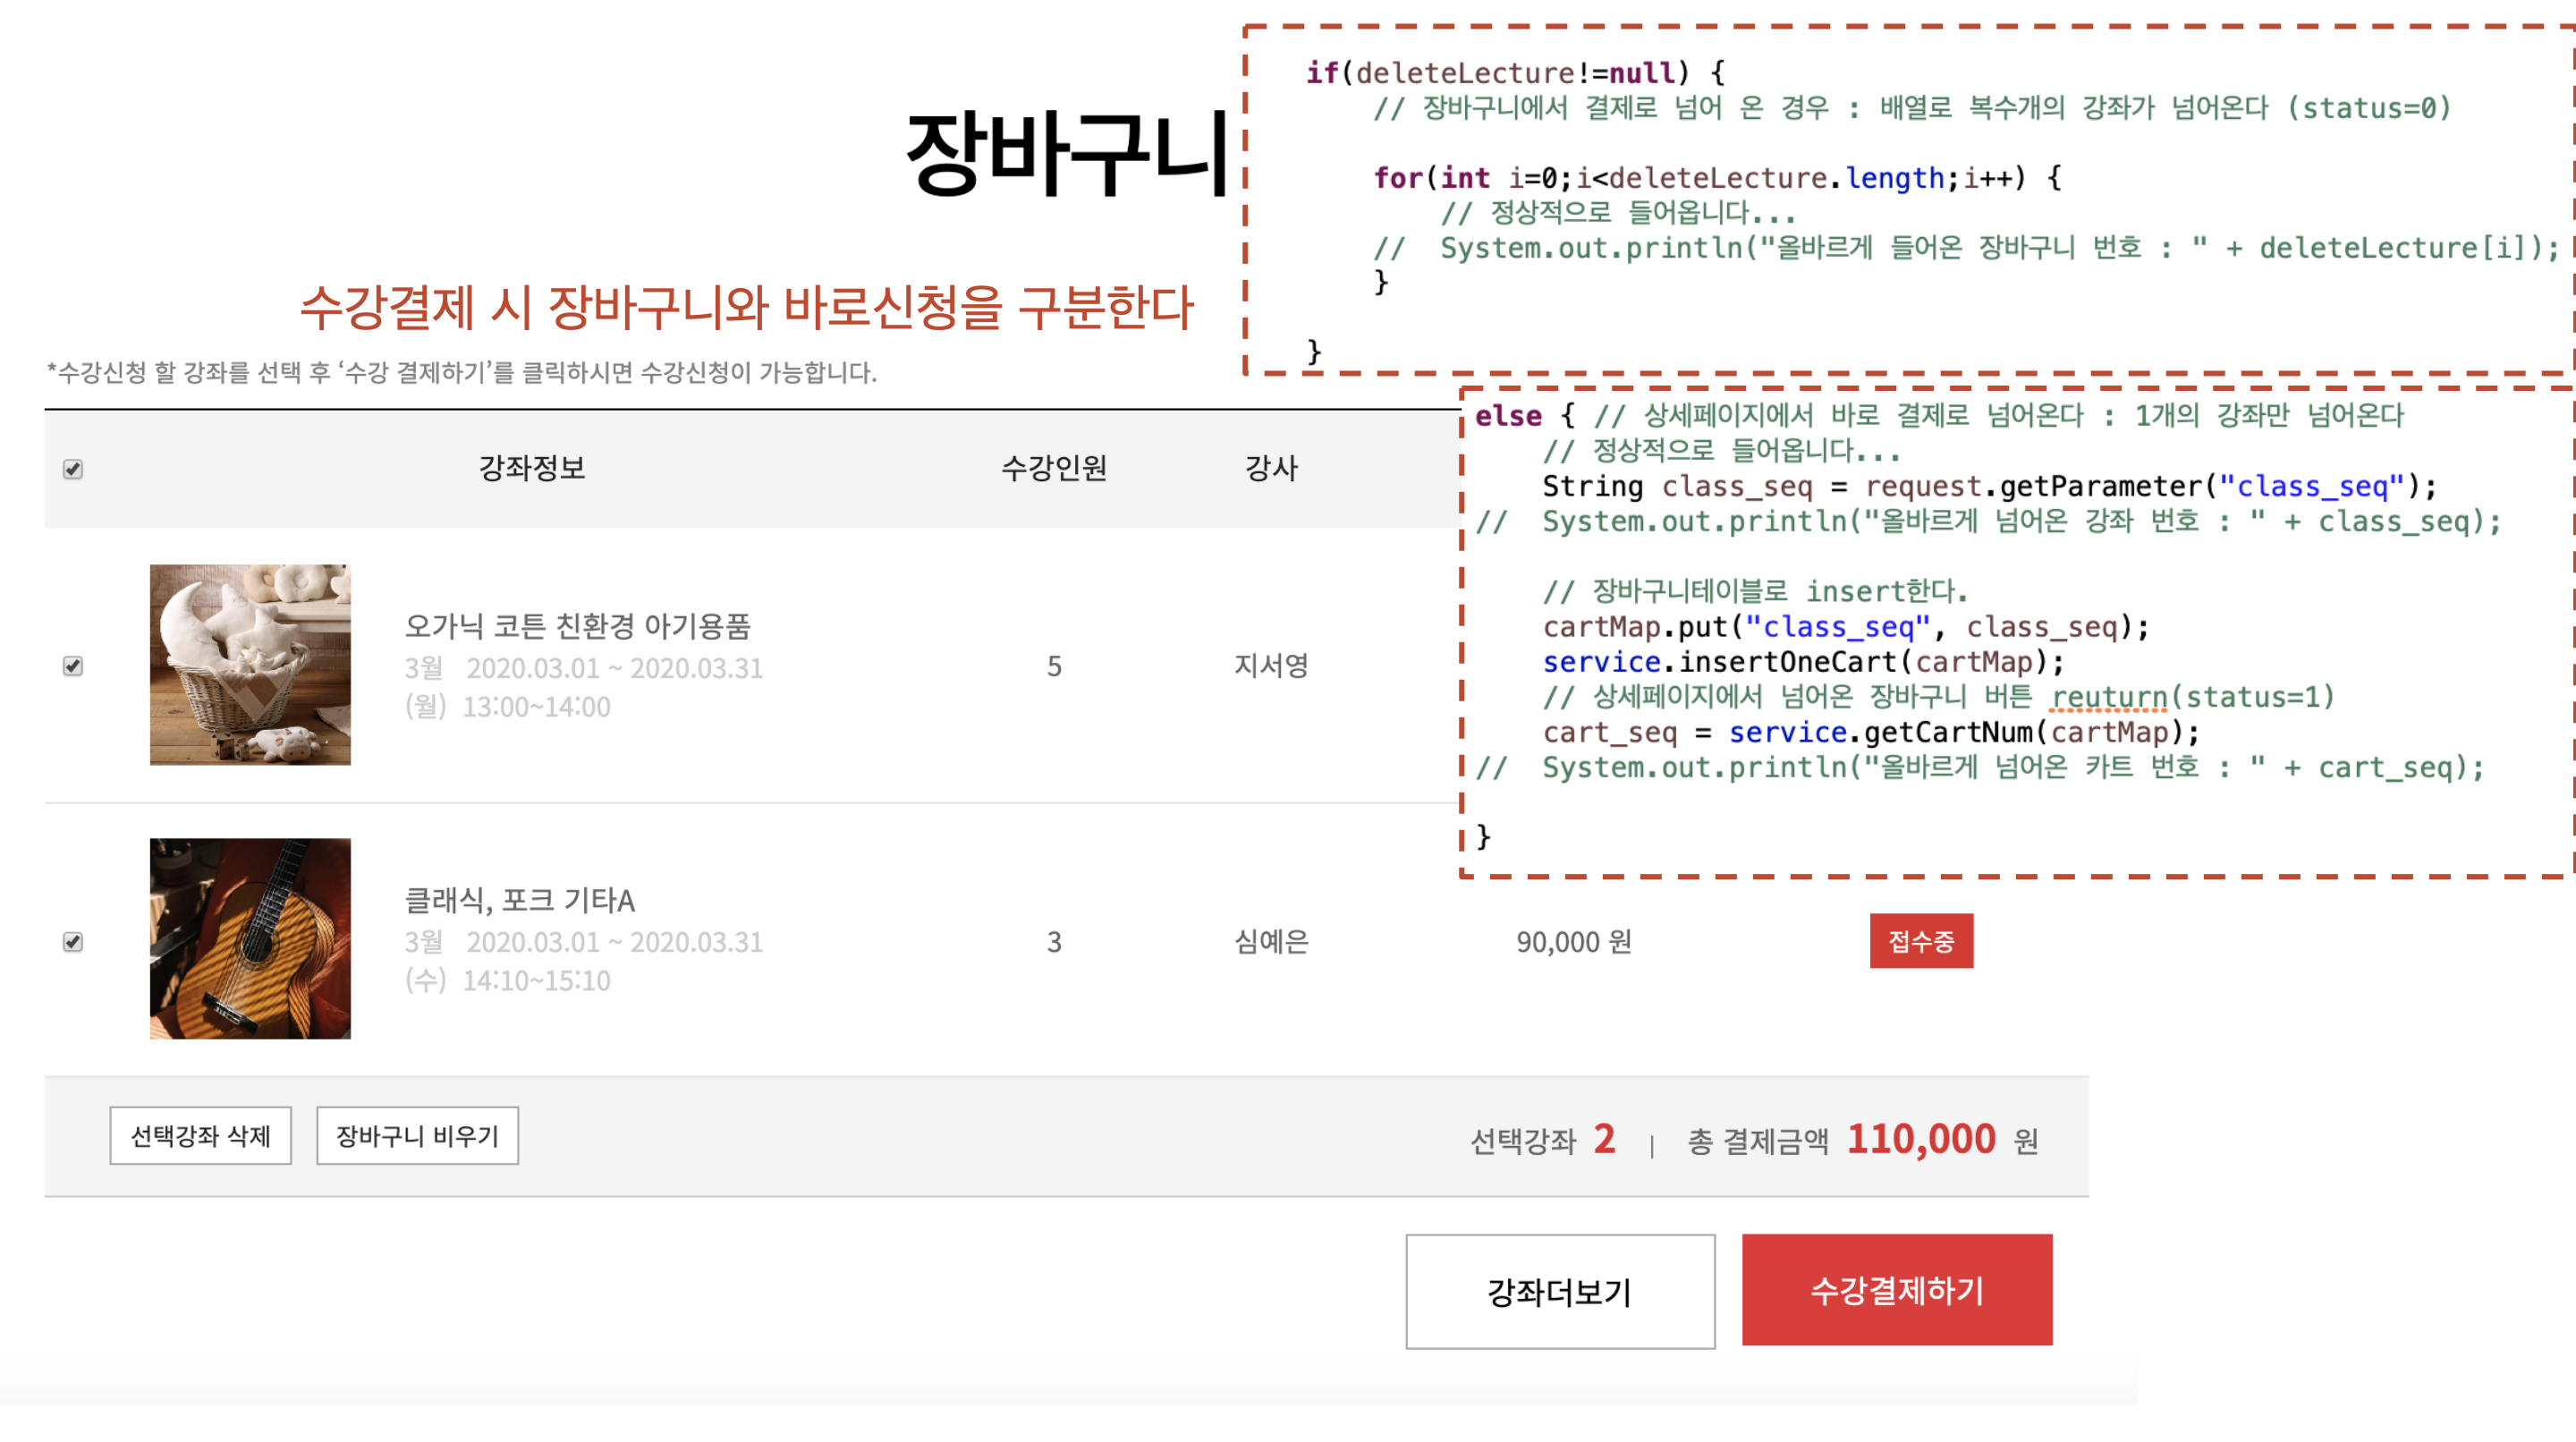 장바구니
수강결제 시 장바구니와 바로신청을 구분한다
*수강신청 할 강좌를 선택 후 ‘수강 결제하기’를 클릭하시면 수강신청이 가능합니다.
if(deleteLecture!=null) {
// 장바구니에서 결제로 넘어 온 경우 : 배열로 복수개의 강좌가 넘어온다 (status=0)
for(int i=0;i<deleteLecture.length;i++) {
// 정상적으로 들어옵니다...
// System.out.println("올바르게 들어온 장바구니 번호 : " + deleteLecture[i]);
}
}
else { // 상세페이지에서 바로 결제로 넘어온다 : 1개의 강좌만 넘어온다
// 정상적으로 들어옵니다...
String class_seq = request.getParameter("class_seq");
// System.out.println("올바르게 넘어온 강좌 번호 : " + class_seq);
// 장바구니테이블로 insert한다.
cartMap.put("class_seq", class_seq);
service.insertOneCart(cartMap);
// 상세페이지에서 넘어온 장바구니 버튼 reuturn(status=1)
cart_seq = service.getCartNum(cartMap);
// System.out.println("올바르게 넘어온 카트 번호 : " + cart_seq);
}
강좌정보 수강인원 강사
오가닉 코튼 친환경 아기용품
3월 2020.03.01 ~ 2020.03.31
(월) 13:00~14:00
5 지서영
클래식, 포크 기타A
3월 2020.03.01 ~ 2020.03.31
(수) 14:10~15:10
3 심예은 90,000 원 접수중
선택강좌 삭제 장바구니 비우기 선택강좌 2 | 총 결제금액 110,000 원
강좌더보기 수강결제하기